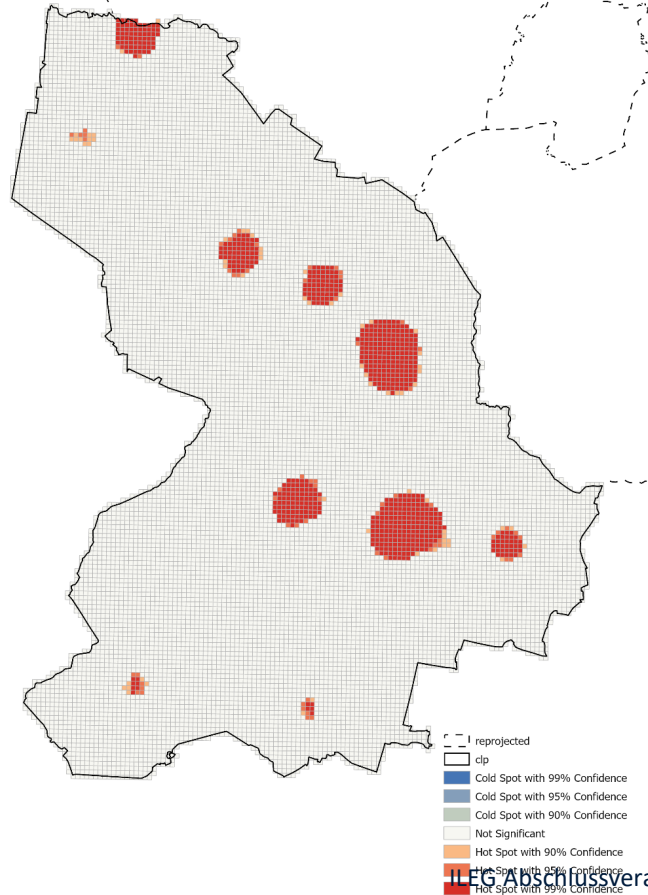 reprojected
clp
Cold Spot with 99% Confidence
Cold Spot with 95% Confidence
Cold Spot with 90% Confidence
Not Significant
Hot Spot with 90% Confidence
Hot Spot with 95% Confidence
ILEG Abschlussvera
Hot Spot with 99% Confidence